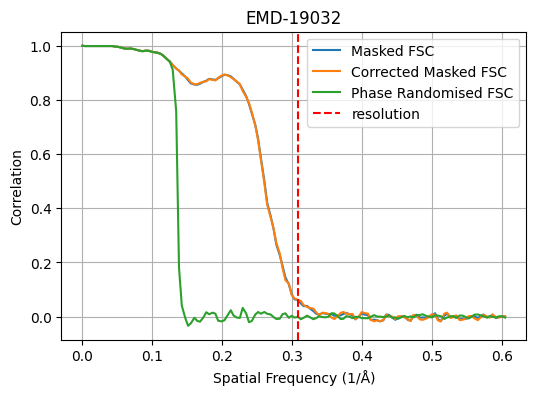 EMD-19032
Masked FSC
Corrected Masked FSC
Phase Randomised FSC
resolution
Correlation
1.0
0.8
0.6
0.4
0.2
0.0
0.0 0.1 0.2 0.3 0.4 0.5 0.6
Spatial Frequency (1/Å)